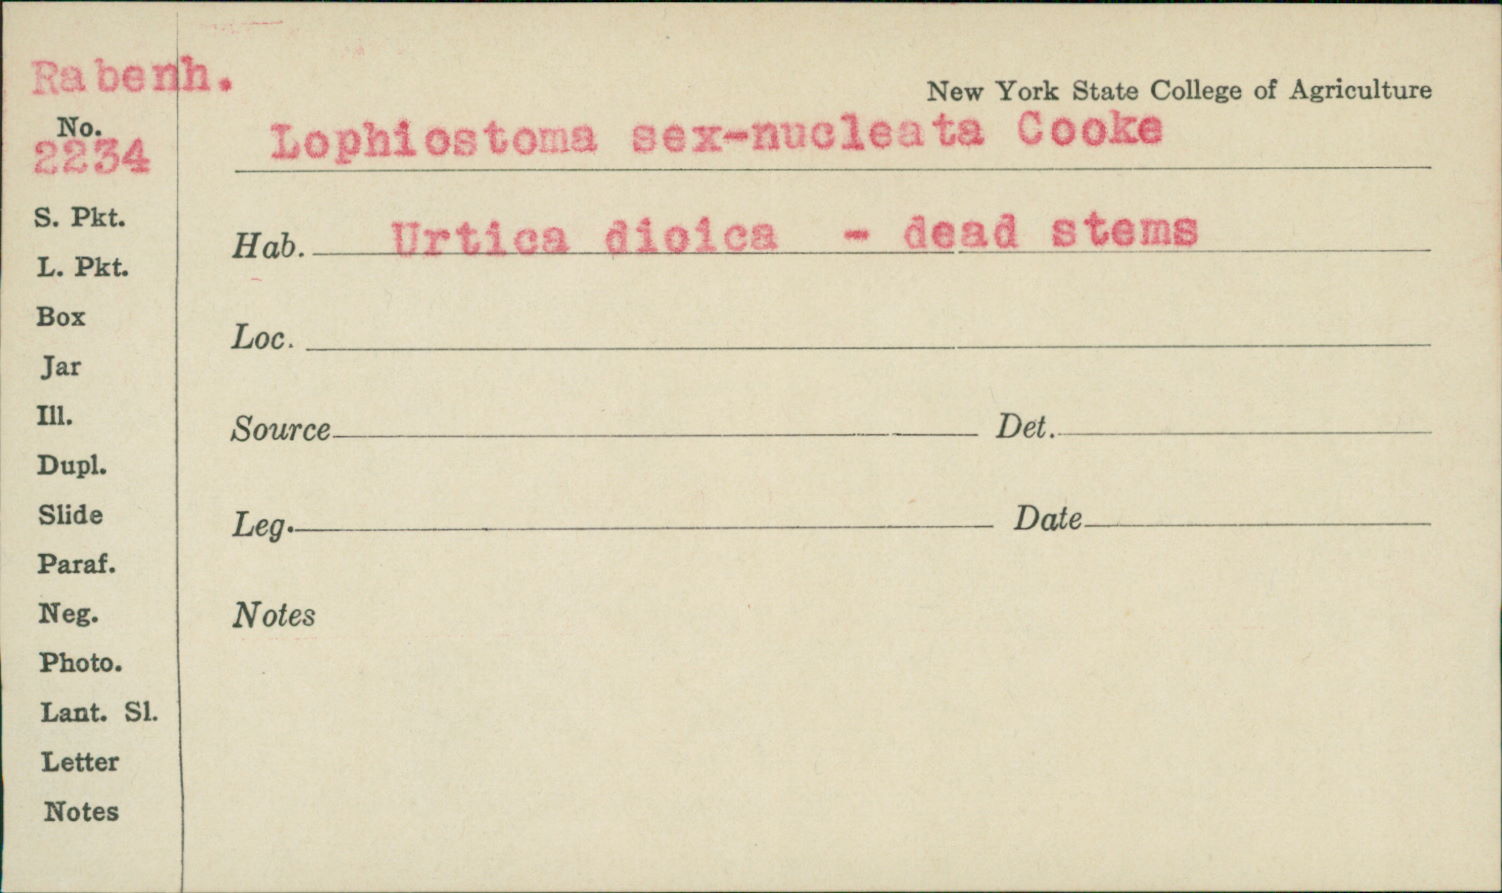 Rabenh.
New York State College of Agriculture
No.
2234
Lophiostoma sex-nucleata Cooke
S. Pkt.
Hab. Urtica dioica - dead stems
L. Pkt.
Box
Loc.
Jar
Ill.
Source Det.
Dupl.
Slide
Leg. Date
Paraf.
Neg.
Notes
Photo.
Lant. Sl.
Letter
Notes